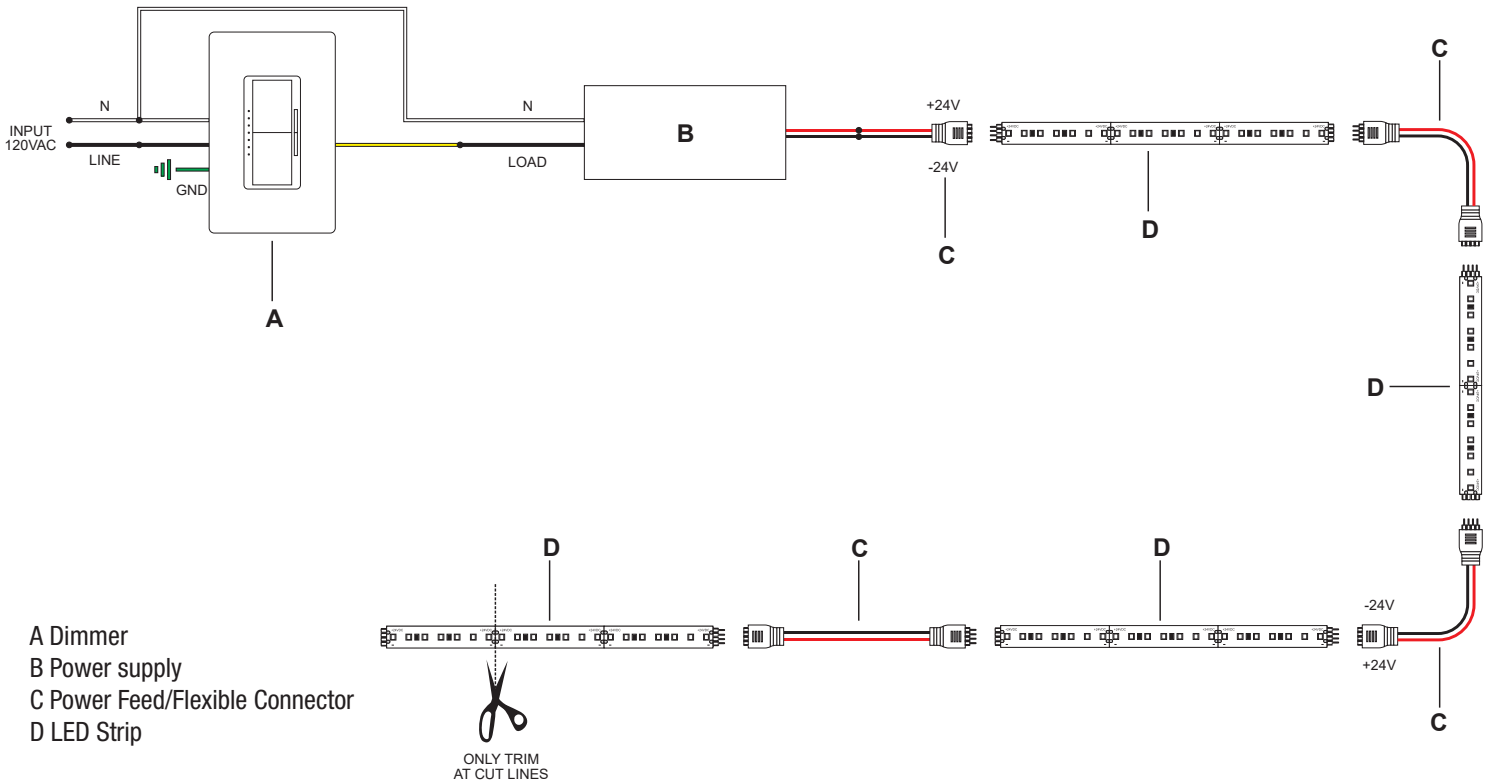 N
INPUT
120VAC
LINE
GND
A
N
LOAD
B
+24V
-24V
C
D
C
D
D
C
D
-24V
+24V
C
ONLY TRIM
AT CUT LINES
A Dimmer
B Power supply
C Power Feed/Flexible Connector
D LED Strip